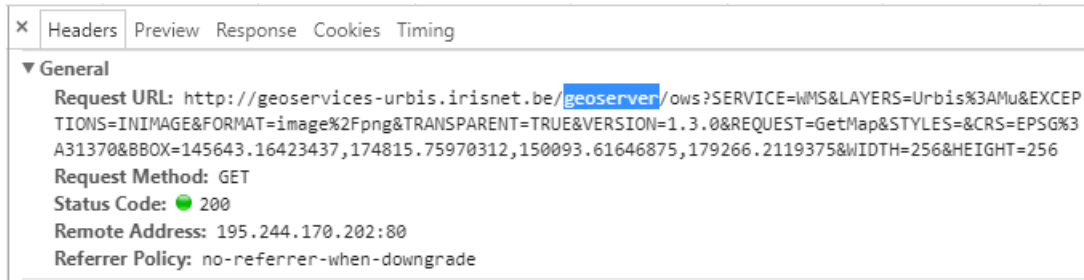 × Headers Preview Response Cookies Timing
▼ General
Request URL: http://geoservices-urbis.irisnet.be/geoserver/ows?SERVICE=WMS&LAYERS=Urbis%3AMu&EXCEP
TIONS=INIMAGE&FORMAT=image%2Fpng&TRANSPARENT=TRUE&VERSION=1.3.0&REQUEST=GetMap&STYLES=&CRS=EPSG%
3A31370&BBOX=145643.16423437,174815.75970312,150093.61646875,179266.2119375&WIDTH=256&HEIGHT=256
Request Method: GET
Status Code: 200
Remote Address: 195.244.170.202:80
Referrer Policy: no-referrer-when-downgrade